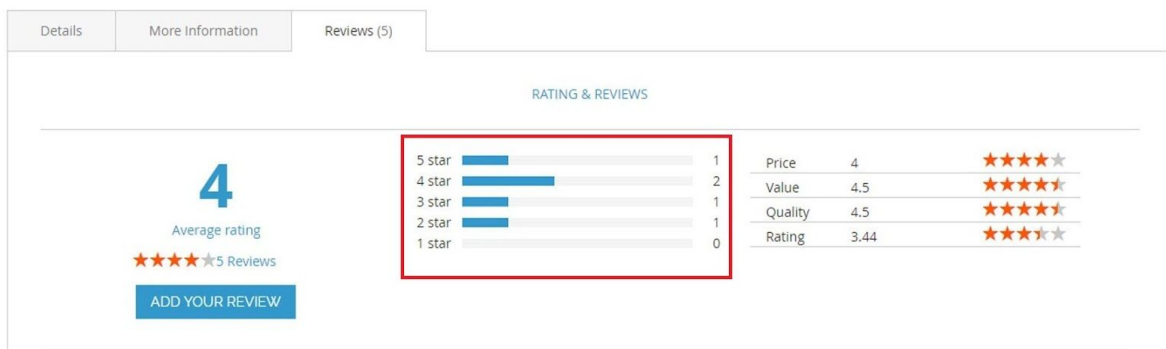 Details
More Information
Reviews (5)
RATING & REVIEWS
4
Average rating
5 Reviews
ADD YOUR REVIEW
5 star 1
4 star 2
3 star 1
2 star 1
1 star 0
Price 4
Value 4.5
Quality 4.5
Rating 3.44